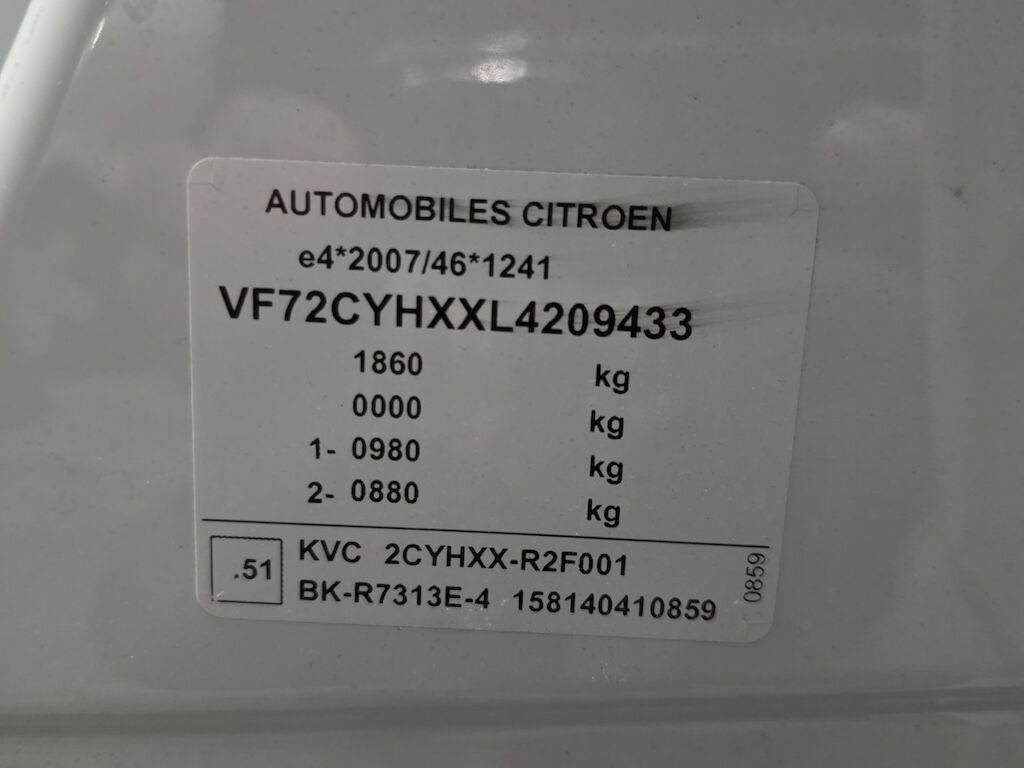 AUTOMOBILES CITROEN
e4*2007/46*1241
VF72CYHXXL4209433
1860 kg
0000 kg
1- 0980 kg
2- 0880 kg
.51
KVC 2CYHXX-R2F001
BK-R7313E-4 158140410859
0859